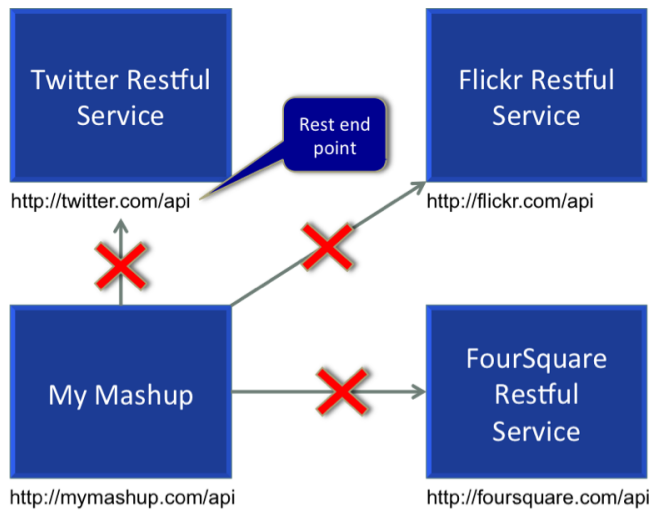 Twitter Restful
Service
http://twitter.com/api
Rest end
point
Flickr Restful
Service
http://flickr.com/api
My Mashup
http://mymashup.com/api
FourSquare
Restful
Service
http://foursquare.com/api